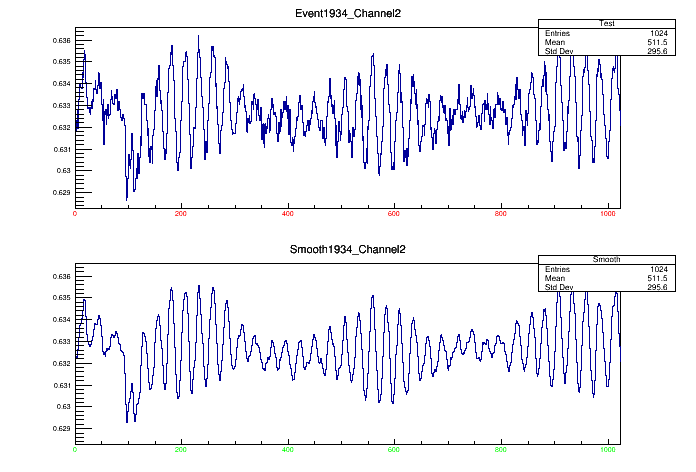 Event1934_Channel2
Test
Entries 1024
Mean 511.5
Std Dev 295.6
0.636
0.635
0.634
0.633
0.632
0.631
0.63
0.629
0 200 400 600 800 1000
Smooth1934_Channel2
Smooth
Entries 1024
Mean 511.5
Std Dev 295.6
0.636
0.635
0.634
0.633
0.632
0.631
0.63
0.629
0 200 400 600 800 1000